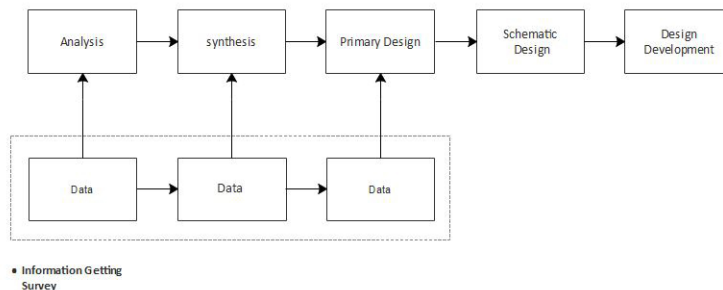 Analysis
synthesis
Primary Design
Schematic
Design
Design
Development
Data
Data
Data
• Information Getting
Survey